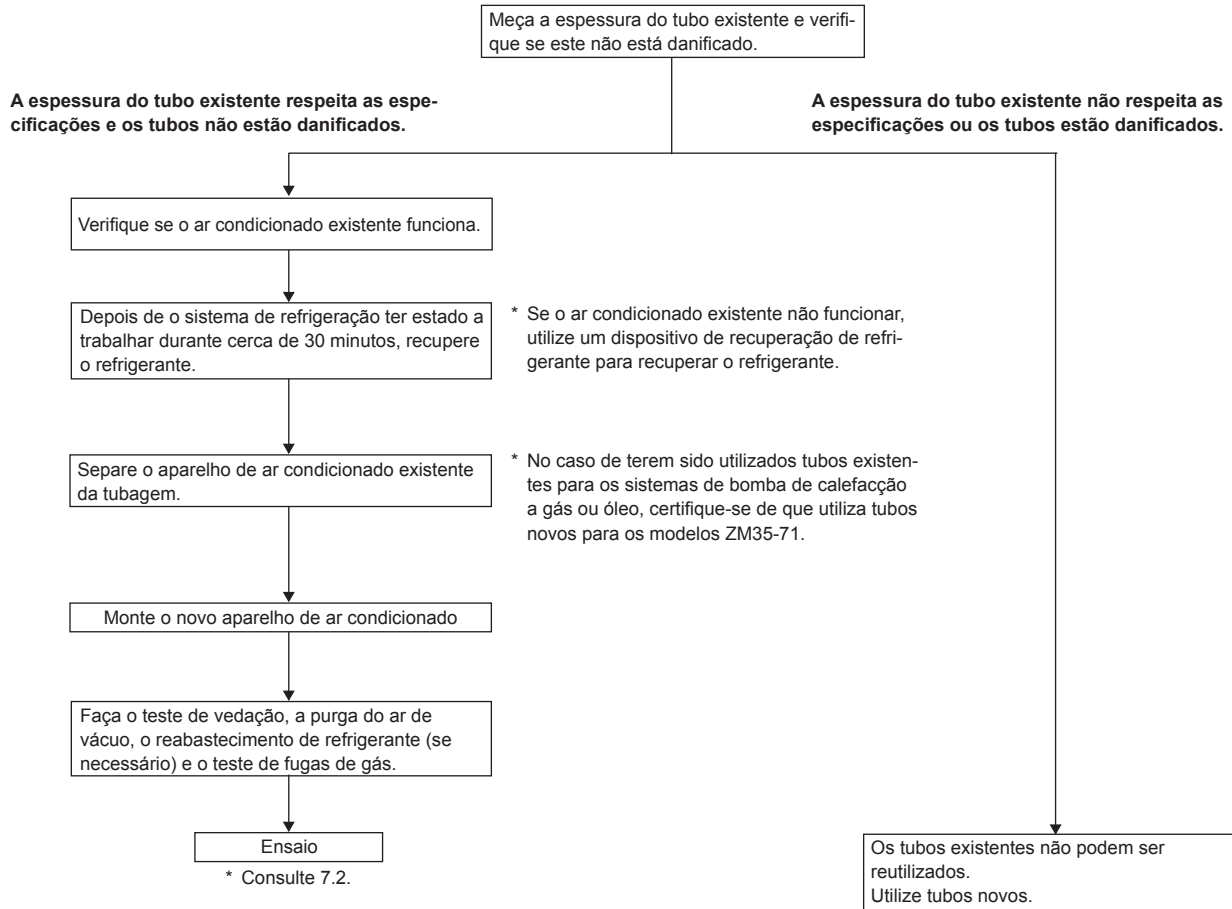 Meça a espessura do tubo existente e verifi-
que se este não está danificado.
A espessura do tubo existente respeita as espe-
cificações e os tubos não estão danificados.
A espessura do tubo existente não respeita as
especificações ou os tubos estão danificados.
Verifique se o ar condicionado existente funciona.
Depois de o sistema de refrigeração ter estado a
trabalhar durante cerca de 30 minutos, recupere
o refrigerante.
* Se o ar condicionado existente não funcionar,
utilize um dispositivo de recuperação de refri-
gerante para recuperar o refrigerante.
Separe o aparelho de ar condicionado existente
da tubagem.
* No caso de terem sido utilizados tubos existen-
tes para os sistemas de bomba de calefacção
a gás ou óleo, certifique-se de que utiliza tubos
novos para os modelos ZM35-71.
Monte o novo aparelho de ar condicionado
Faça o teste de vedação, a purga do ar de
vácuo, o reabastecimento de refrigerante (se
necessário) e o teste de fugas de gás.
Ensaio
* Consulte 7.2.
Os tubos existentes não podem ser
reutilizados.
Utilize tubos novos.